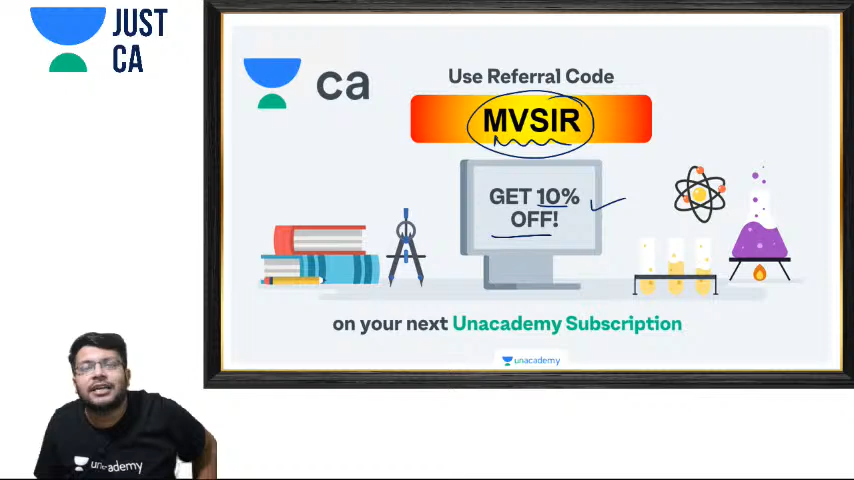 JUST
CA
ca
Use Referral Code
MVSIR
GET 10%
OFF!
on your next Unacademy Subscription
unacademy
unacademy